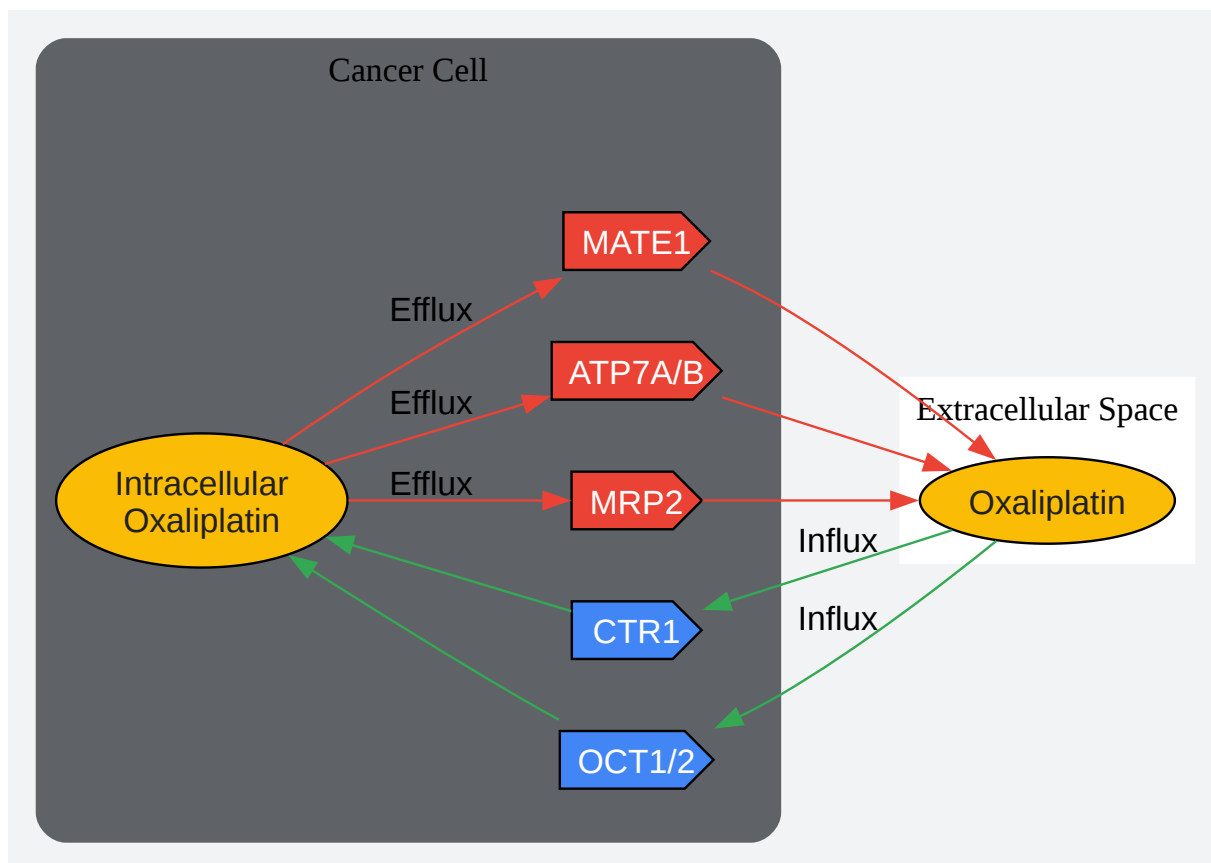 Cancer Cell
MATE1
Efflux
ATP7A/B
Efflux
Extracellular Space
Intracellular
Oxaliplatin
Efflux
MRP2
Oxaliplatin
Influx
CTR1
Influx
OCT1/2